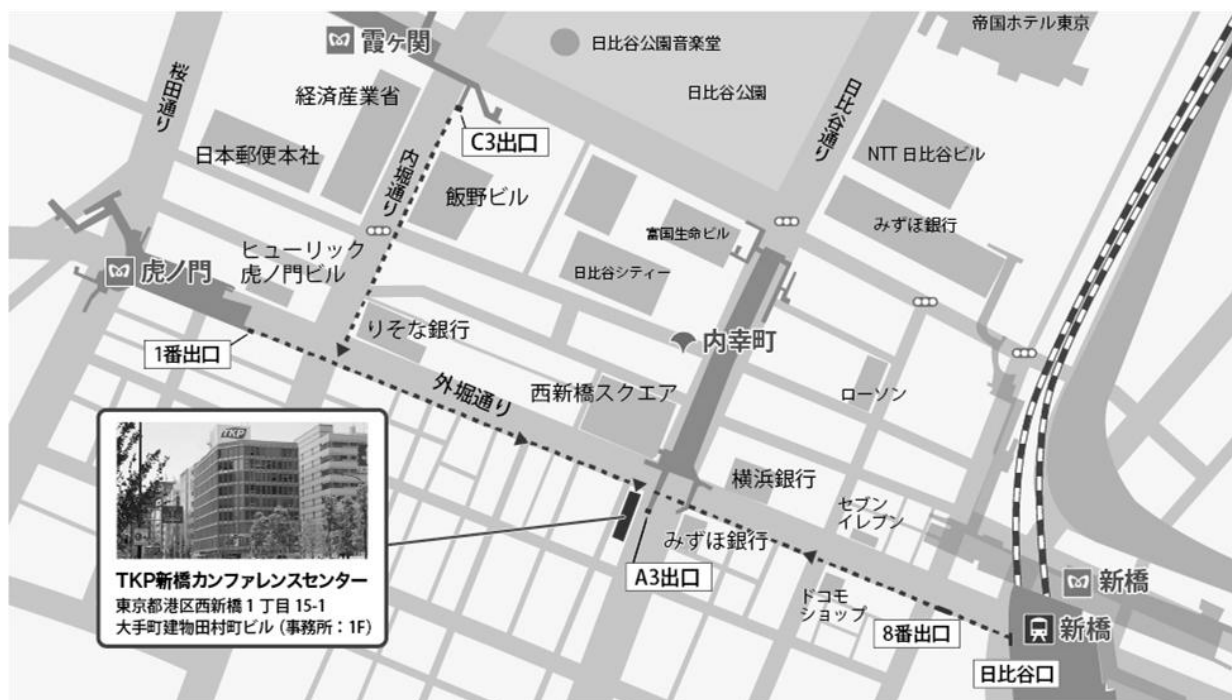 帝国ホテル東京
霞ヶ関
日比谷公園音楽堂
日比谷公園
経済産業省
桜田通り
日比谷通り
C3出口
内堀通り
日本郵便本社
NTT 日比谷ビル
飯野ビル
みずほ銀行
富国生命ビル
ヒューリック
虎ノ門ビル
虎ノ門
日比谷シティー
りそな銀行
内幸町
1番出口
外堀通り
西新橋スクエア
ローソン
横浜銀行
セブン
イレブン
みずほ銀行
A3出口
ドコモ
ショップ
8番出口
新橋
新橋
日比谷口
TKP
TKP新橋カンファレンスセンター
東京都港区西新橋 1 丁目 15-1
大手町建物田村町ビル (事務所:1F)